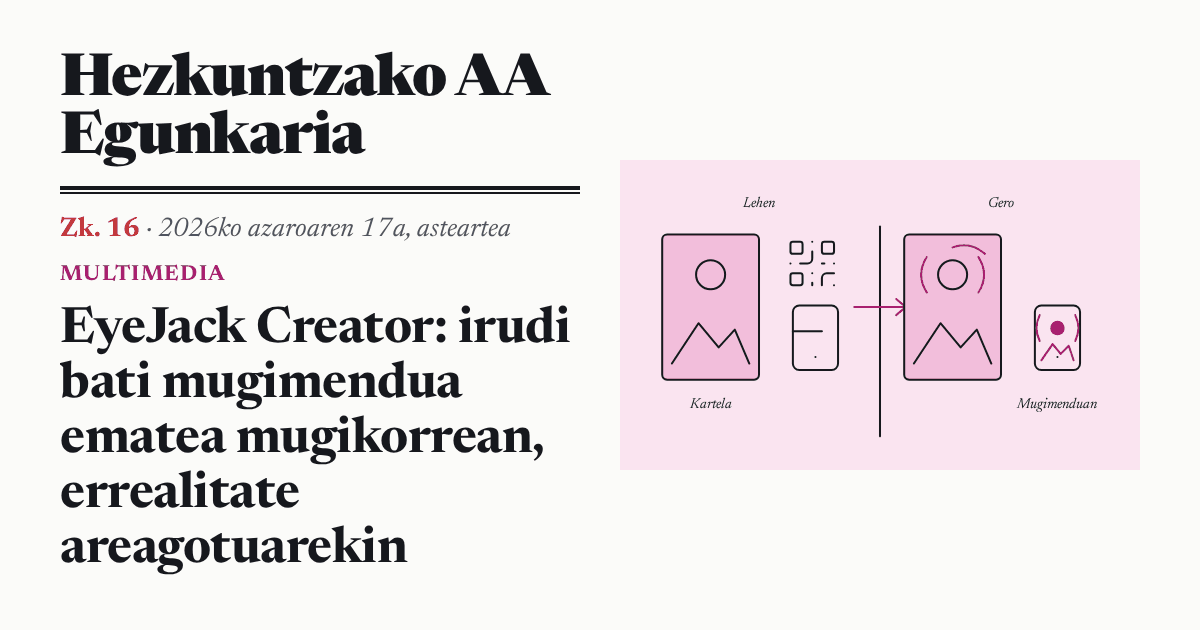 Hezkuntzako AA
Egunkaria
Zk. 16 · 2026ko azaroaren 17a, asteartea
MULTIMEDIA
EyeJack Creator: irudi
bati mugimendua
ematea mugikorrean,
errealitate
areagotuarekin
Lehen
Gero
Kartela
Mugimenduan